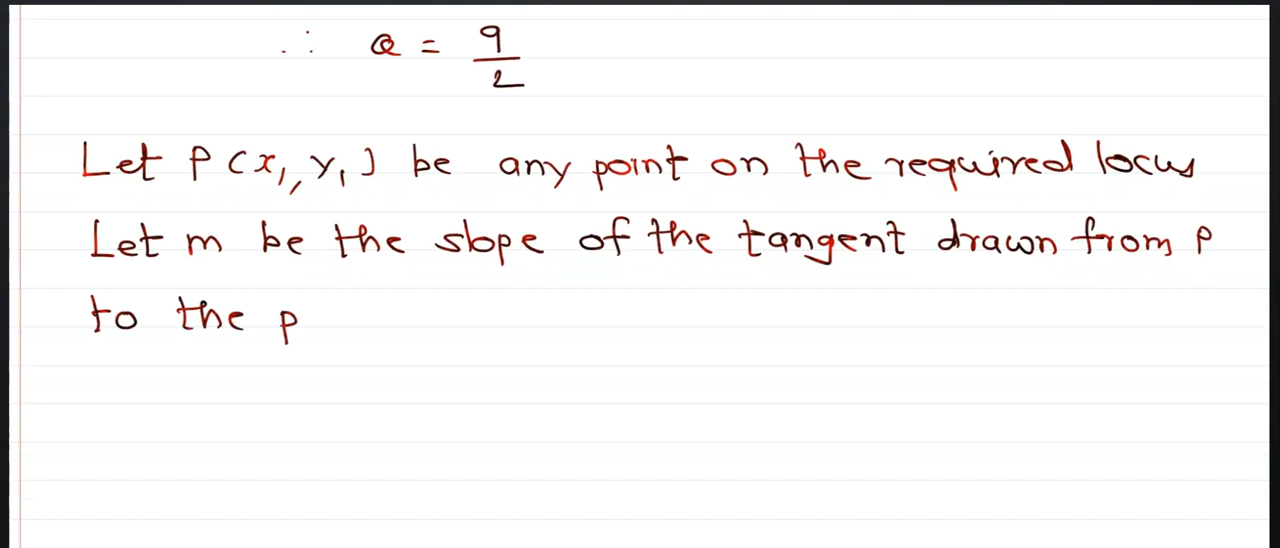 ∴ a = 9/2
Let P(x₁, y₁) be any point on the required locus
Let m be the slope of the tangent drawn from P
to the p